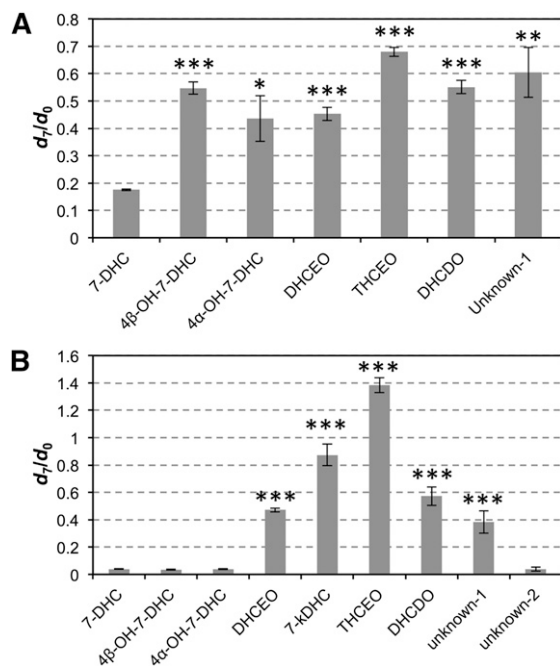 A
d7/d0
0.8
0.7
0.6
0.5
0.4
0.3
0.2
0.1
0
***
*
***
***
***
**
7-DHC
4β-OH-7-DHC
4α-OH-7-DHC
DHCEO
THCEO
DHCDO
Unknown-1
B
d7/d0
1.6
1.4
1.2
1
0.8
0.6
0.4
0.2
0
***
***
***
***
***
7-DHC
4β-OH-7-DHC
4α-OH-7-DHC
DHCEO
7-kDHC
THCEO
DHCDO
unknown-1
unknown-2